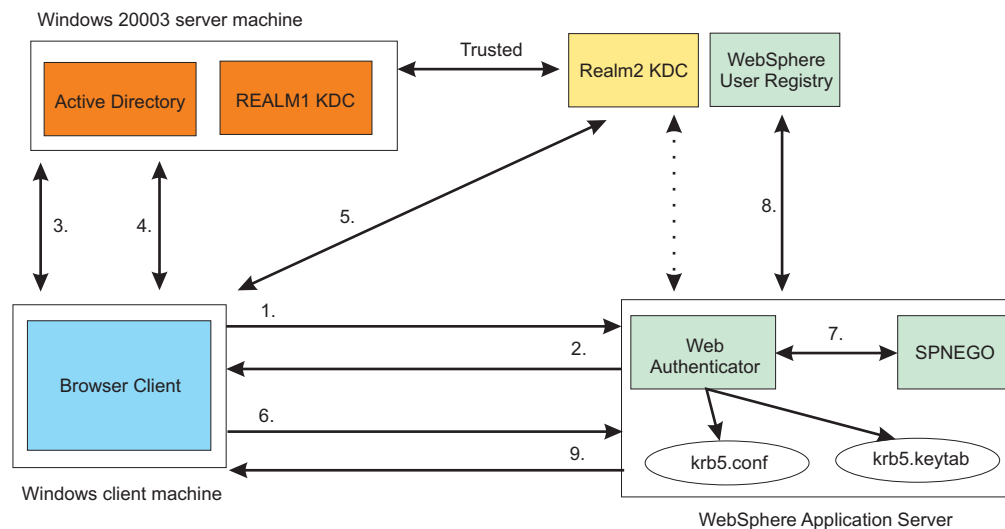 Windows 20003 server machine
Trusted
Active Directory
REALM1 KDC
Realm2 KDC
WebSphere
User Registry
3.
4.
5.
8.
1.
2.
7.
Browser Client
Web
Authenticator
SPNEGO
6.
9.
krb5.conf
krb5.keytab
Windows client machine
WebSphere Application Server